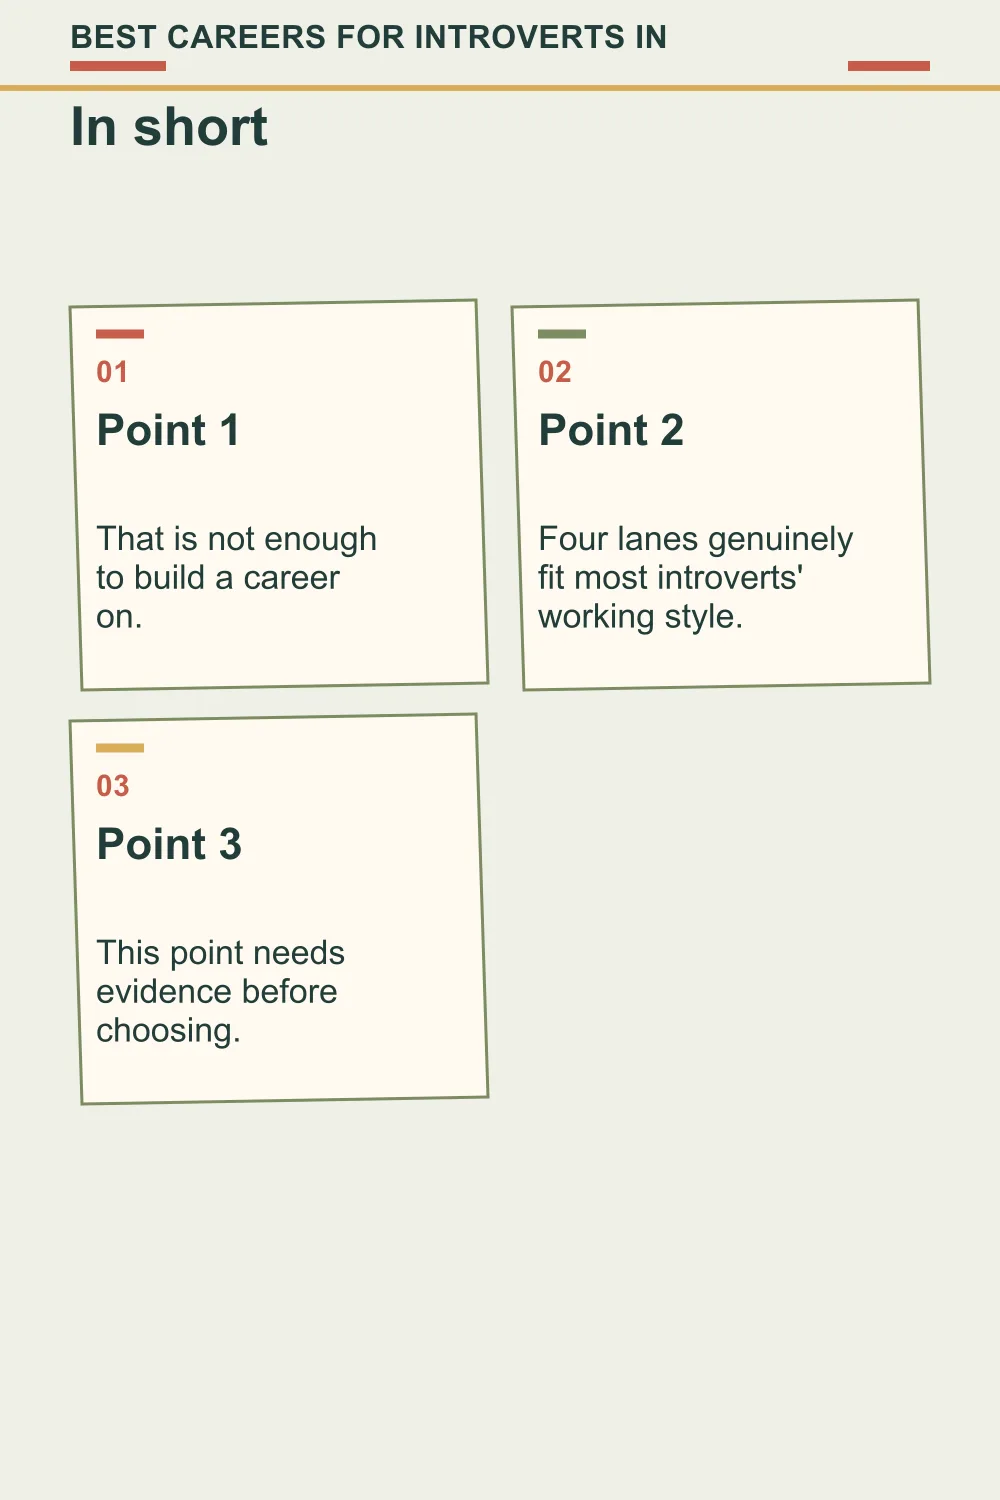 BEST CAREERS FOR INTROVERTS IN
In short
01
Point 1
That is not enough
to build a career
on.
02
Point 2
Four lanes genuinely
fit most introverts'
working style.
03
Point 3
This point needs
evidence before
choosing.